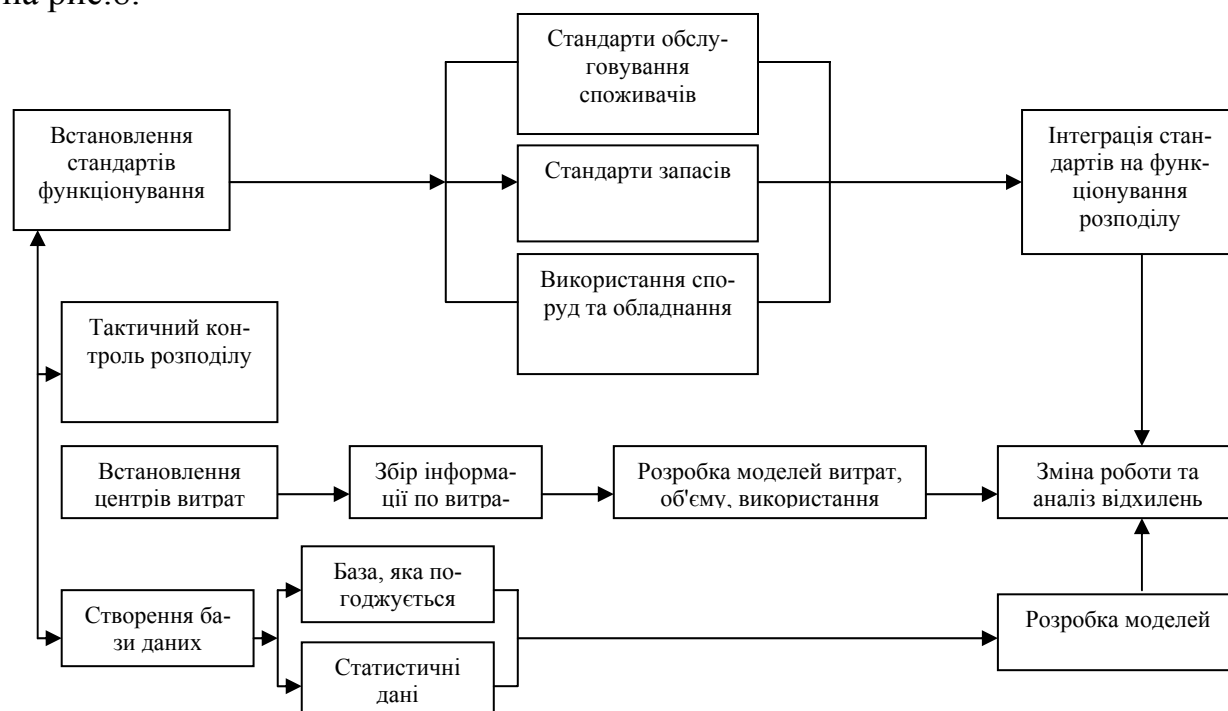 на рис.8.
Стандарти обслу-
говування
споживачів
Встановлення
стандартів
функціонування
Стандарти запасів
Інтеграція стан-
дартів на функ-
ціонування
розподілу
Використання спо-
руд та обладнання
Тактичний кон-
троль розподілу
Встановлення
центрів витрат
Збір інформа-
ції по витра-
Розробка моделей витрат,
об'єму, використання
Зміна роботи та
аналіз відхилень
База, яка по-
годжується
Створення ба-
зи даних
Розробка моделей
Статистичні
дані